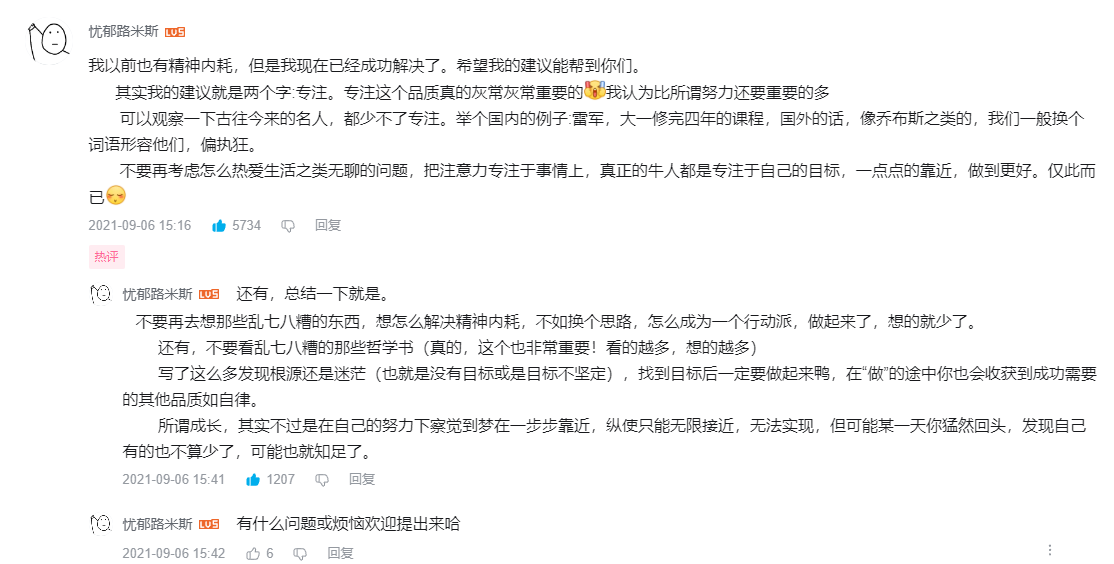 忧郁路米斯 LV5
我以前也有精神内耗，但是我现在已经成功解决了。希望我的建议能帮到你们。
其实我的建议就是两个字:专注。专注这个品质真的灰常灰常重要的我认为比所谓努力还要重要的多
可以观察一下古往今来的名人，都少不了专注。举个国内的例子:雷军，大一修完四年的课程，国外的话，像乔布斯之类的，我们一般换个
词语形容他们，偏执狂。
不要再考虑怎么热爱生活之类无聊的问题，把注意力专注于事情上，真正的牛人都是专注于自己的目标，一点点的靠近，做到更好。仅此而
已
2021-09-06 15:16 5734 回复
热评
忧郁路米斯 LV5 还有，总结一下就是。
不要再去想那些乱七八糟的东西，想怎么解决精神内耗，不如换个思路，怎么成为一个行动派，做起来了，想的就少了。
还有，不要看乱七八糟的那些哲学书（真的，这个也非常重要！看的越多，想的越多）
写了这么多发现根源还是迷茫（也就是没有目标或是目标不坚定），找到目标后一定要做起来鸭，在“做”的途中你也会收获到成功需要
的其他品质如自律。
所谓成长，其实不过是在自己的努力下察觉到梦在一步步靠近，纵使只能无限接近，无法实现，但可能某一天你猛然回头，发现自己
有的也不算少了，可能也就知足了。
2021-09-06 15:41 1207 回复
忧郁路米斯 LV5 有什么问题或烦恼欢迎提出来哈
2021-09-06 15:42 6 回复